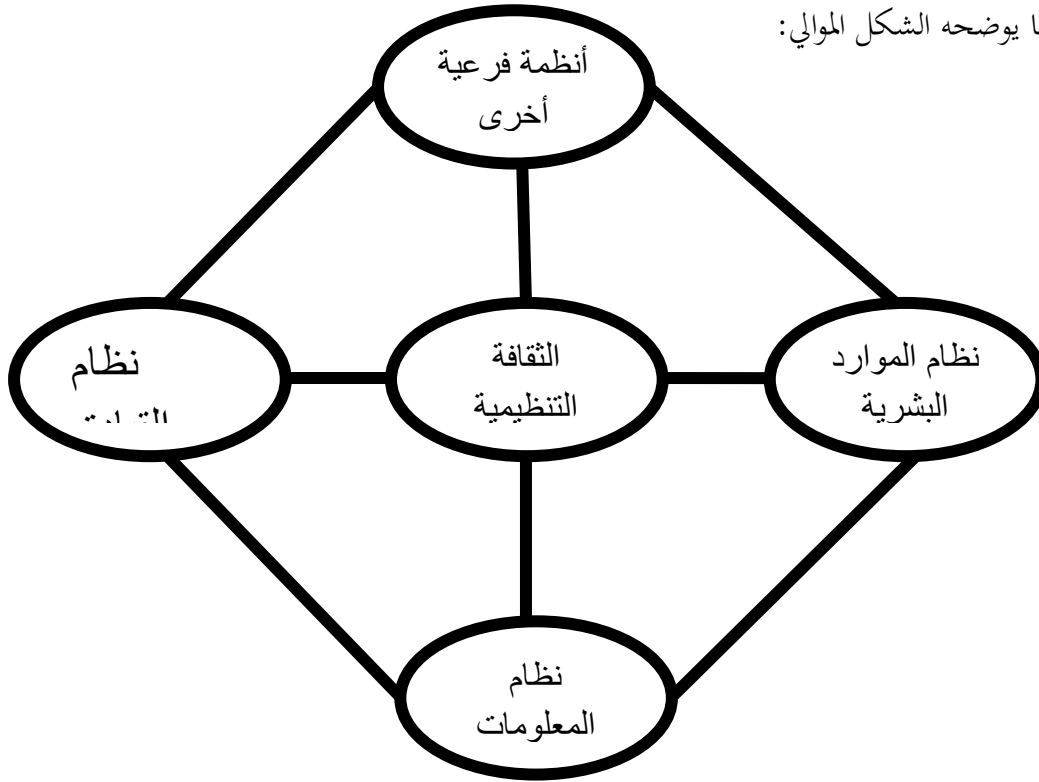 ا يوضحه الشكل الموالي:
أنظمة فرعية
أخرى
نظام الموارد
البشرية
الثقافة
التنظيمية
نظام
نظام
المعلومات